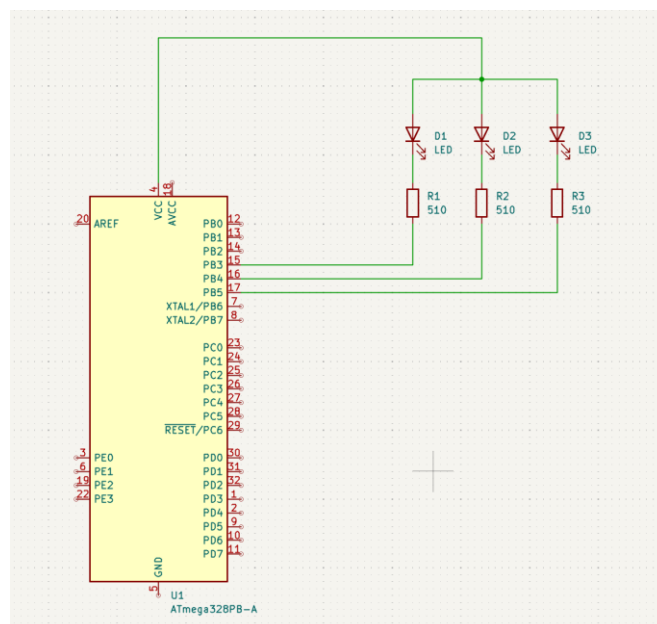 D1
LED
D2
LED
D3
LED
R1
510
R2
510
R3
510
4
18
VCC
AVCC
20 AREF
PB0 12
PB1 13
PB2 14
PB3 15
PB4 16
PB5 17
XTAL1/PB6 7
XTAL2/PB7 8
PC0 23
PC1 24
PC2 25
PC3 26
PC4 27
PC5 28
RESET/PC6 29
3 PE0
6 PE1
19 PE2
22 PE3
PD0 30
PD1 31
PD2 32
PD3 1
PD4 2
PD5 9
PD6 10
PD7 11
GND
5
U1
ATmega328PB-A